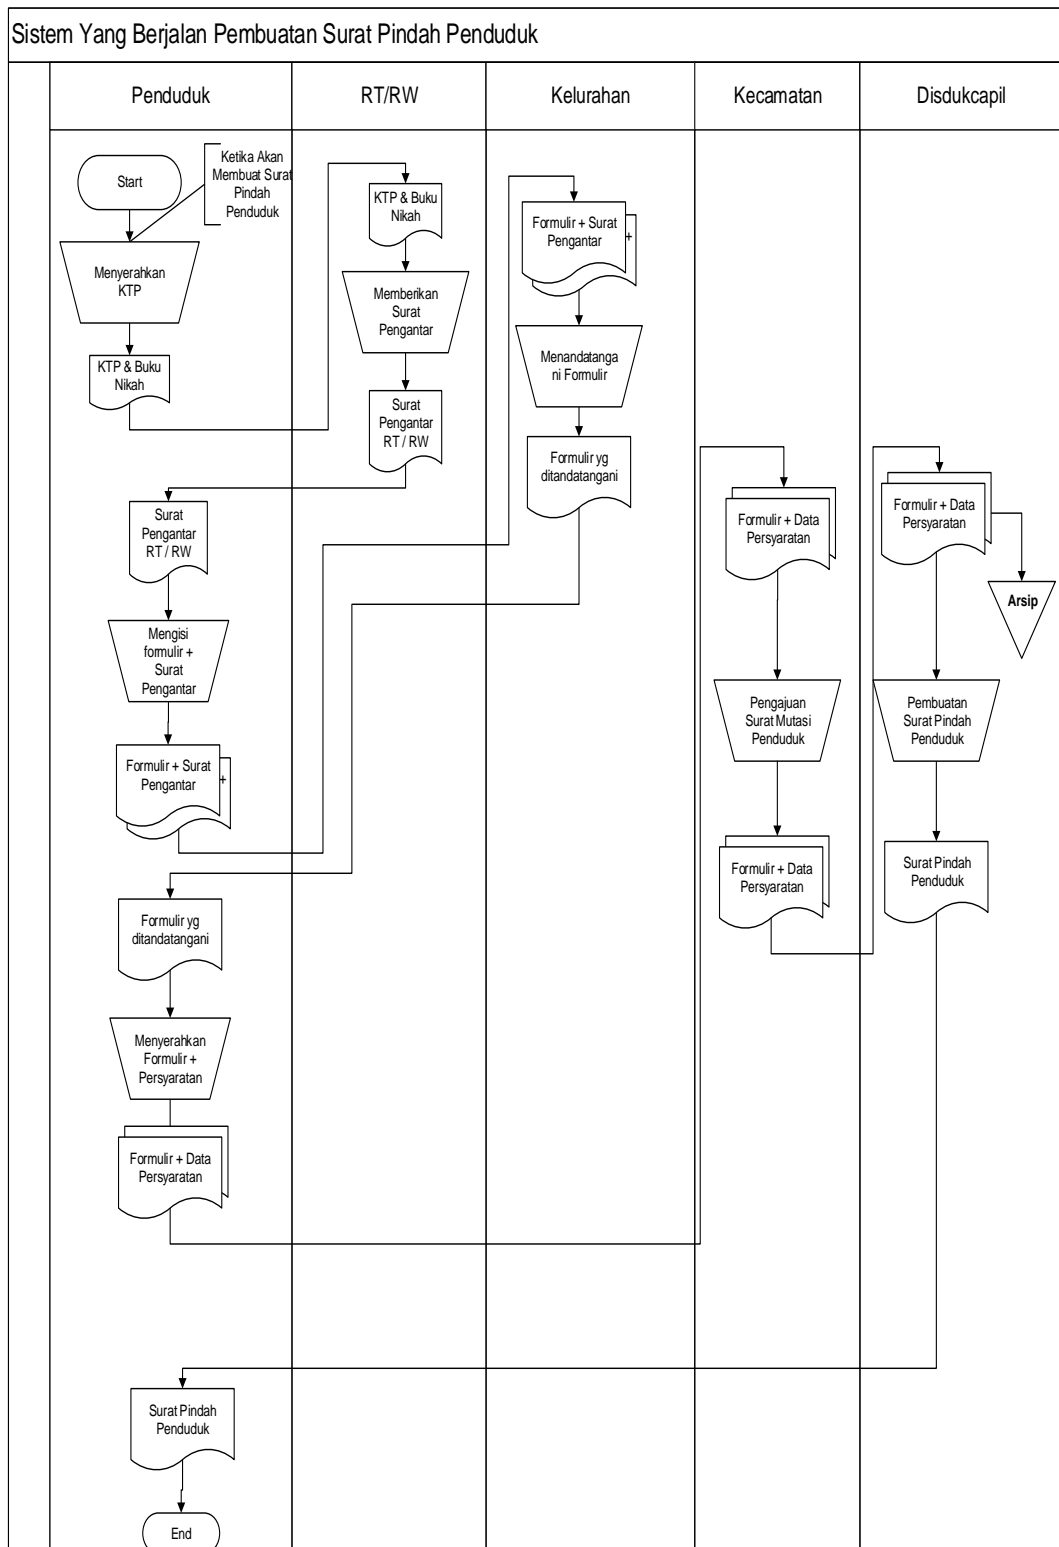 Sistem Yang Berjalan Pembuatan Surat Pindah Penduduk
Penduduk
RT/RW
Kelurahan
Kecamatan
Disdukcapil
Start
Ketika Akan
Membuat Surat
Pindah
Penduduk
Menyerahkan
KTP
KTP & Buku
Nikah
KTP & Buku
Nikah
Memberikan
Surat
Pengantar
Surat
Pengantar
RT / RW
Surat
Pengantar
RT / RW
Mengisi
formulir +
Surat
Pengantar
Formulir + Surat
Pengantar
+
Formulir + Surat
Pengantar
+
Menandatanga
ni Formulir
Formulir yg
ditandatangani
Formulir yg
ditandatangani
Menyerahkan
Formulir +
Persyaratan
Formulir + Data
Persyaratan
Formulir + Data
Persyaratan
Pengajuan
Surat Mutasi
Penduduk
Formulir + Data
Persyaratan
Formulir + Data
Persyaratan
Arsip
Pembuatan
Surat Pindah
Penduduk
Surat Pindah
Penduduk
Surat Pindah
Penduduk
End